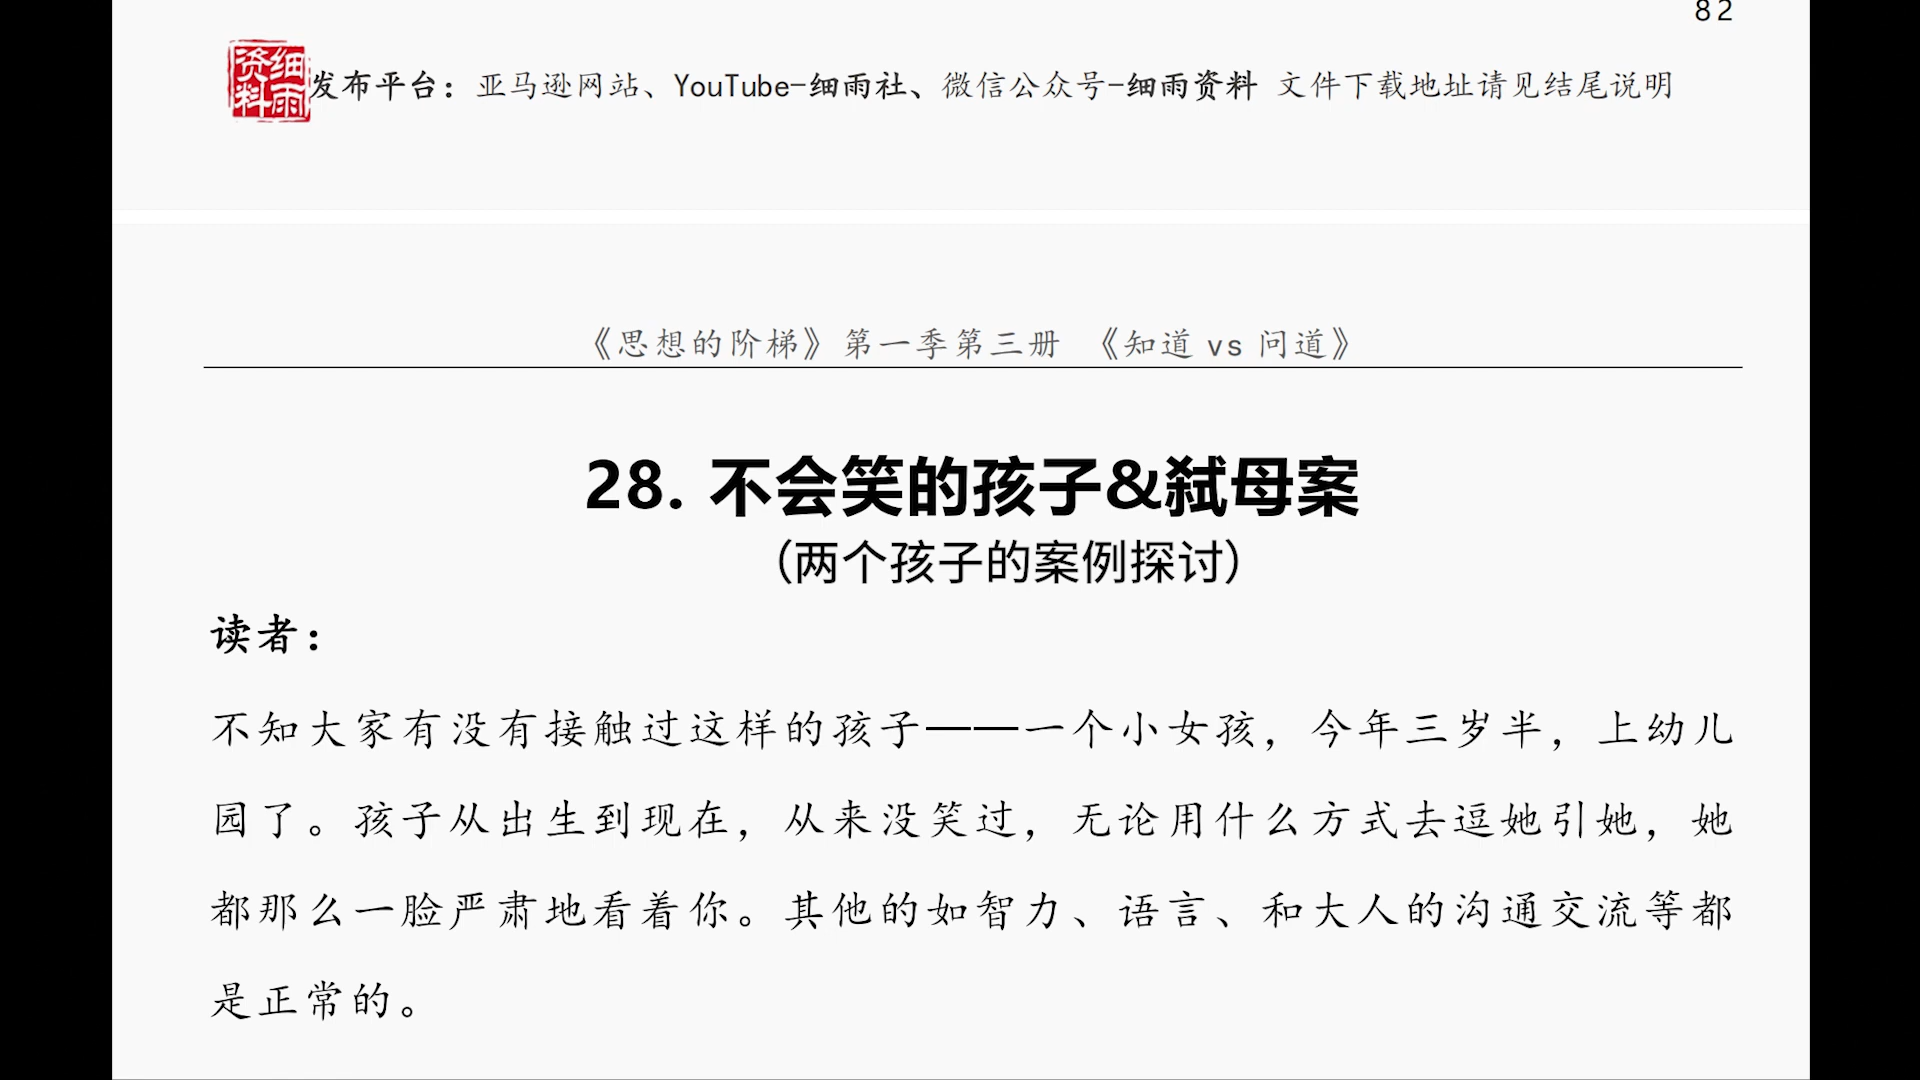 82
细雨资料
发布平台：亚马逊网站、YouTube-细雨社、微信公众号-细雨资料 文件下载地址请见结尾说明
《思想的阶梯》第一季第三册 《知道 vs 问道》
28. 不会笑的孩子&弑母案
（两个孩子的案例探讨）
读者：
不知大家有没有接触过这样的孩子——一个小女孩，今年三岁半，上幼儿
园了。孩子从出生到现在，从来没笑过，无论用什么方式去逗她引她，她
都那么一脸严肃地看着你。其他的如智力、语言、和大人的沟通交流等都
是正常的。